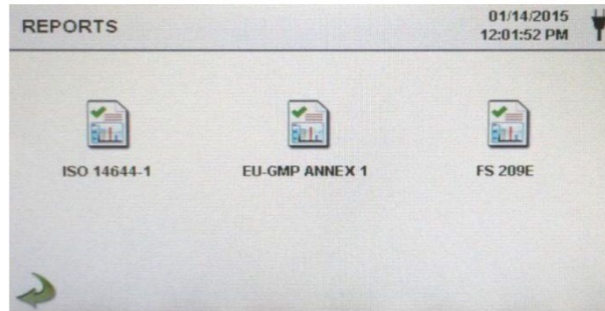 REPORTS
01/14/2015
12:01:52 PM
ISO 14644-1
EU-GMP ANNEX 1
FS 209E